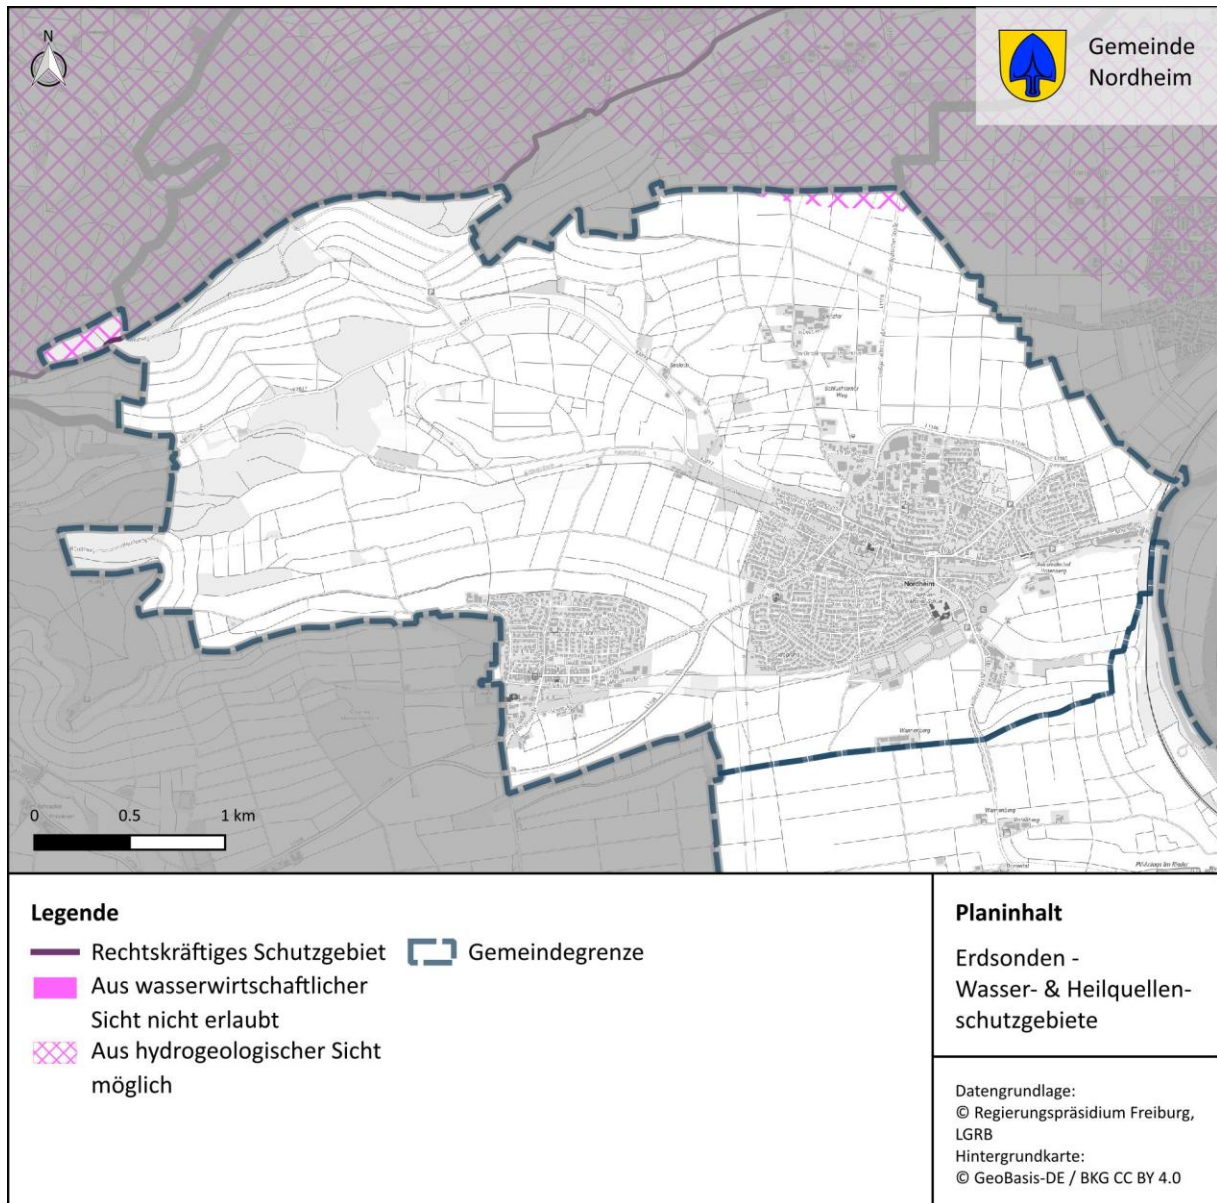 N
Gemeinde
Nordheim
Nordheim
0
0.5
1 km
Legende
Rechtskräftiges Schutzgebiet
Gemeindegrenze
Aus wasserwirtschaftlicher
Sicht nicht erlaubt
Aus hydrogeologischer Sicht
möglich
Planinhalt
Erdsonden -
Wasser- & Heilquellen-
schutzgebiete
Datengrundlage:
© Regierungspräsidium Freiburg,
LGRB
Hintergrundkarte:
© GeoBasis-DE / BKG CC BY 4.0